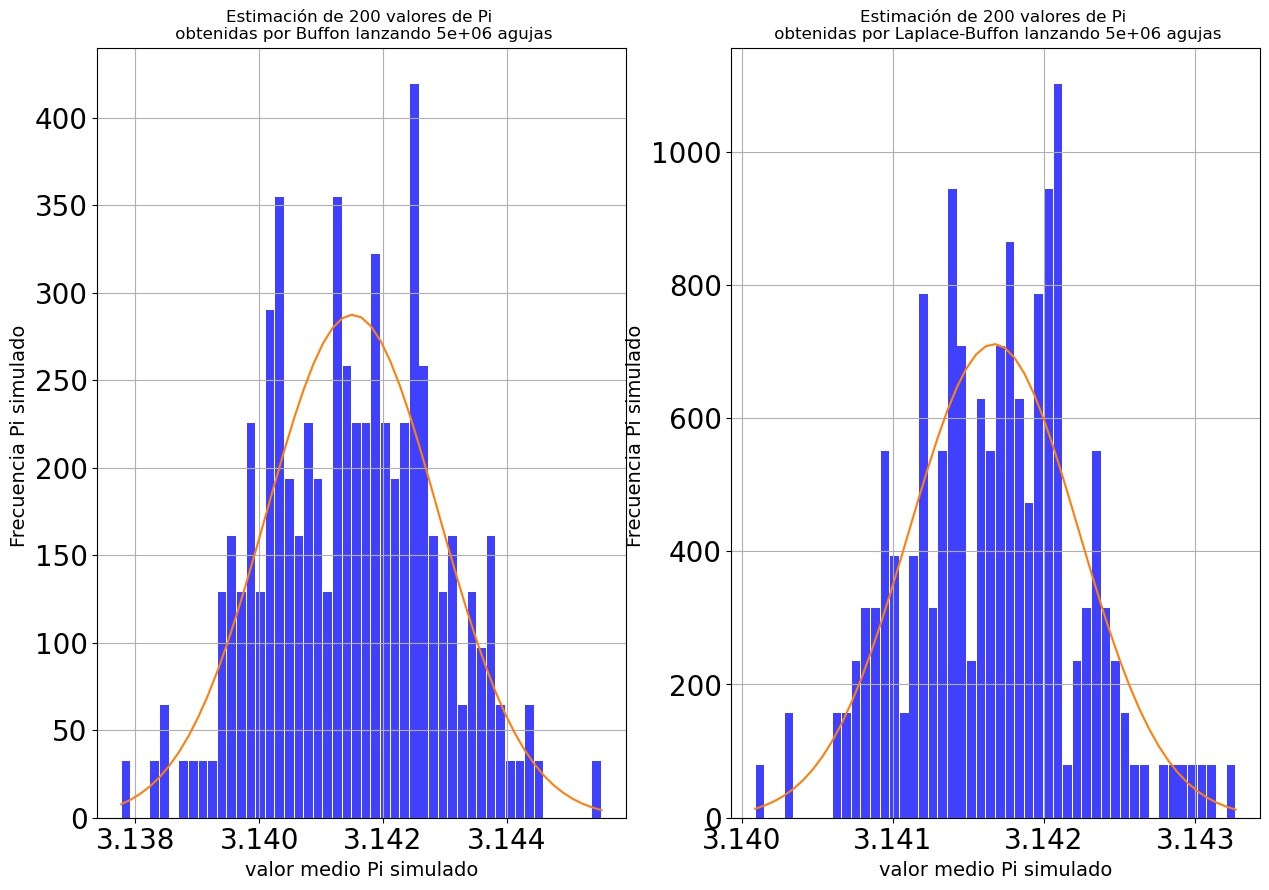 Estimación de 200 valores de Pi
obtenidas por Buffon lanzando 5e+06 agujas
Frecuencia Pi simulado
400
350
300
250
200
150
100
50
0
3.138 3.140 3.142 3.144
valor medio Pi simulado
Estimación de 200 valores de Pi
obtenidas por Laplace-Buffon lanzando 5e+06 agujas
Frecuencia Pi simulado
1000
800
600
400
200
0
3.140 3.141 3.142 3.143
valor medio Pi simulado